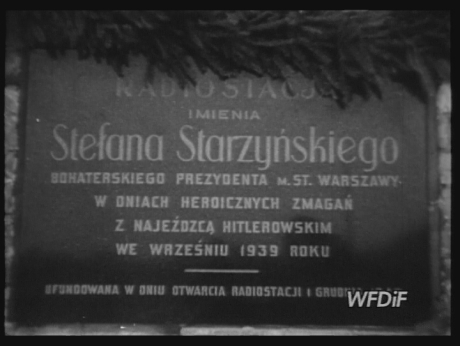 RADIOSTACJA
IMIENIA
Stefana Starzyńskiego
BOHATERSKIEGO PREZYDENTA M. ST. WARSZAWY
W DNIACH HEROICZNYCH ZMAGAŃ
Z NAJEŹDZCĄ HITLEROWSKIM
WE WRZEŚNIU 1939 ROKU
UFUNDOWANA W DNIU OTWARCIA RADIOSTACJI 1 GRUDNIA
WFDiF